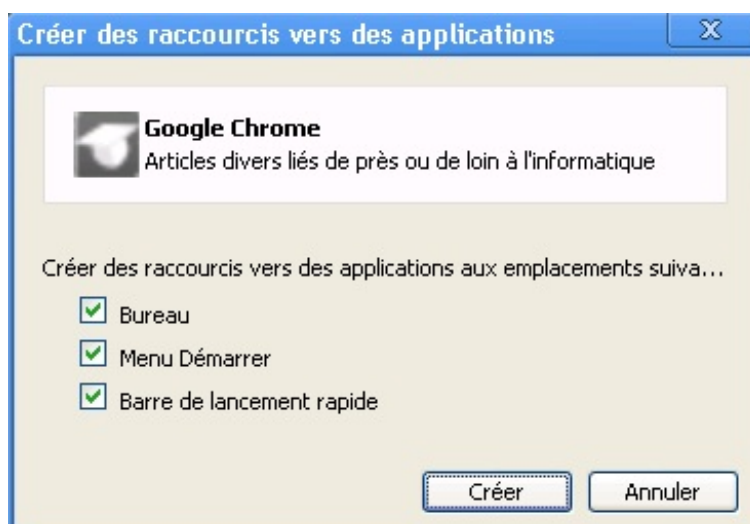 Créer des raccourcis vers des applications
Google Chrome
Articles divers liés de près ou de loin à l'informatique
Créer des raccourcis vers des applications aux emplacements suiva...
Bureau
Menu Démarrer
Barre de lancement rapide
Créer
Annuler